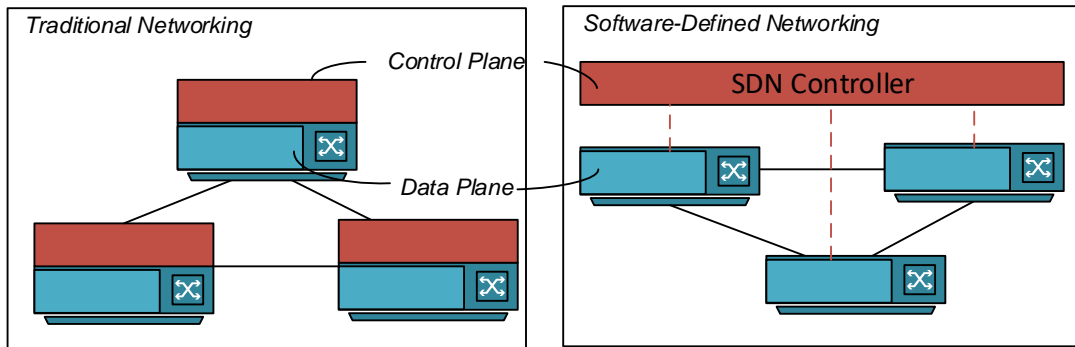 Traditional Networking
Software-Defined Networking
Control Plane
SDN Controller
Data Plane